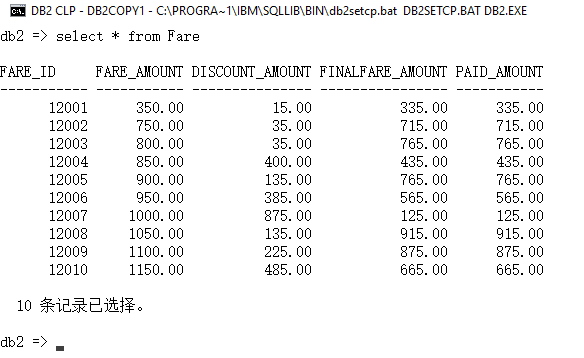 DB2 CLP - DB2COPY1 - C:\PROGRA~1\IBM\SQLLIB\BIN\db2setcp.bat DB2SETCP.BAT DB2.EXE
db2 => select * from Fare
FARE_ID FARE_AMOUNT DISCOUNT_AMOUNT FINALFARE_AMOUNT PAID_AMOUNT
----------- ----------- --------------- ---------------- -----------
12001 350.00 15.00 335.00 335.00
12002 750.00 35.00 715.00 715.00
12003 800.00 35.00 765.00 765.00
12004 850.00 400.00 435.00 435.00
12005 900.00 135.00 765.00 765.00
12006 950.00 385.00 565.00 565.00
12007 1000.00 875.00 125.00 125.00
12008 1050.00 135.00 915.00 915.00
12009 1100.00 225.00 875.00 875.00
12010 1150.00 485.00 665.00 665.00
10 条记录已选择。
db2 => _